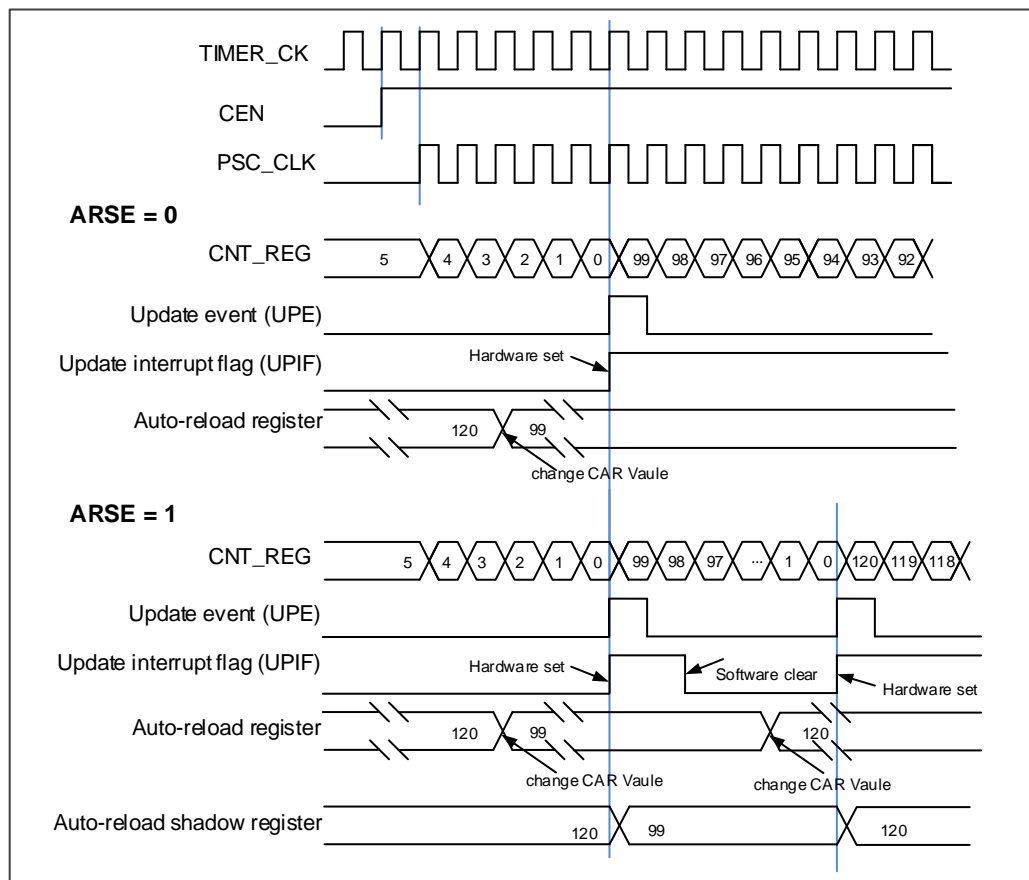 TIMER_CK
CEN
PSC_CLK
ARSE = 0
CNT_REG 5 4 3 2 1 0 99 98 97 96 95 94 93 92
Update event (UPE)
Update interrupt flag (UPIF) Hardware set
Auto-reload register 120 99
change CAR Vaule
ARSE = 1
CNT_REG 5 4 3 2 1 0 99 98 97 ... 1 0 120 119 118
Update event (UPE)
Update interrupt flag (UPIF) Hardware set Software clear Hardware set
Auto-reload register 120 99 120
change CAR Vaule change CAR Vaule
Auto-reload shadow register 120 99 120